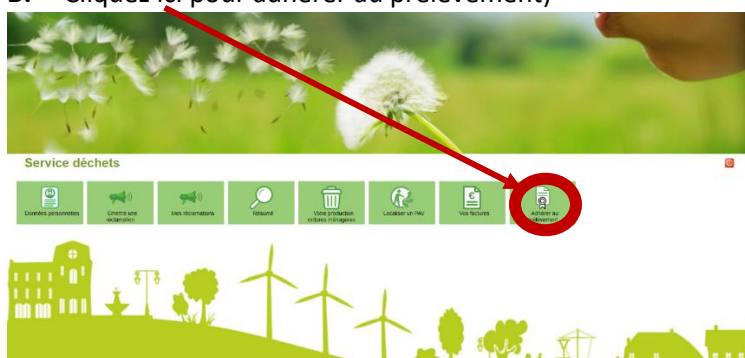 Cliquez ici pour adhérer au prélèvement)
Service déchets
Données personnelles
Emettre une
réclamation
Mes réclamations
Résumé
Votre production
ordures ménagères
Localiser un PAV
Vos factures
Adhérer au
prélèvement